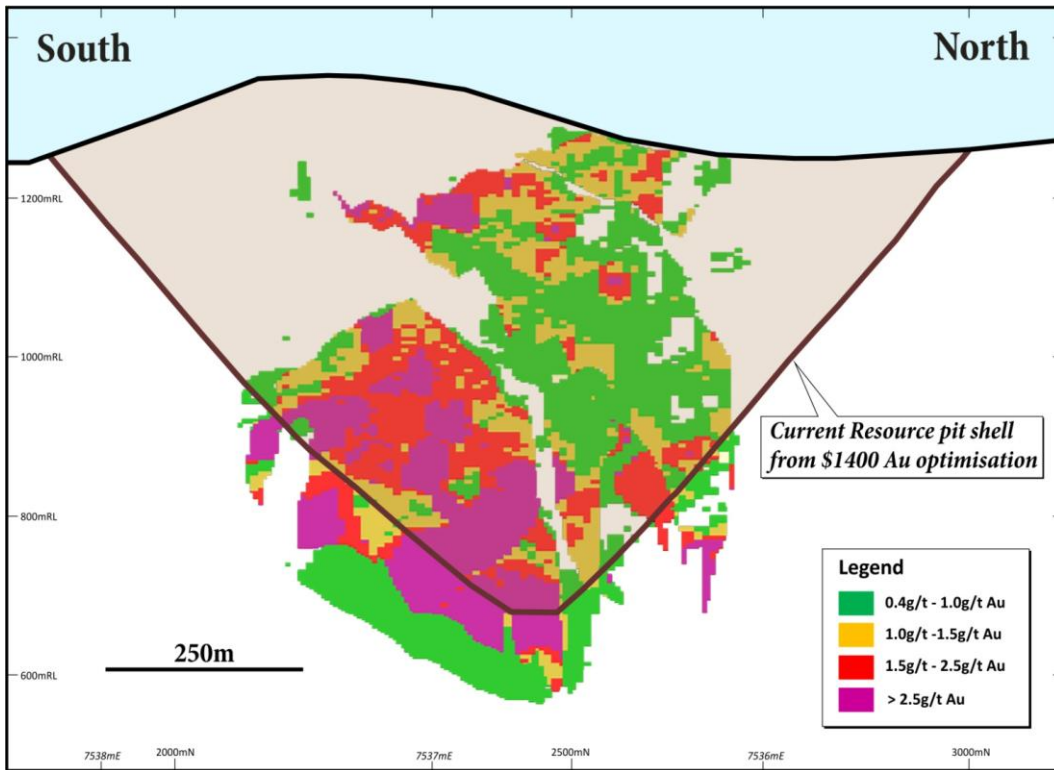 South
North
1200mRL
1000mRL
Current Resource pit shell
from $1400 Au optimisation
800mRL
Legend
0.4g/t - 1.0g/t Au
1.0g/t -1.5g/t Au
1.5g/t - 2.5g/t Au
> 2.5g/t Au
250m
600mRL
7538mE
2000mN
7537mE
2500mN
7536mE
3000mN